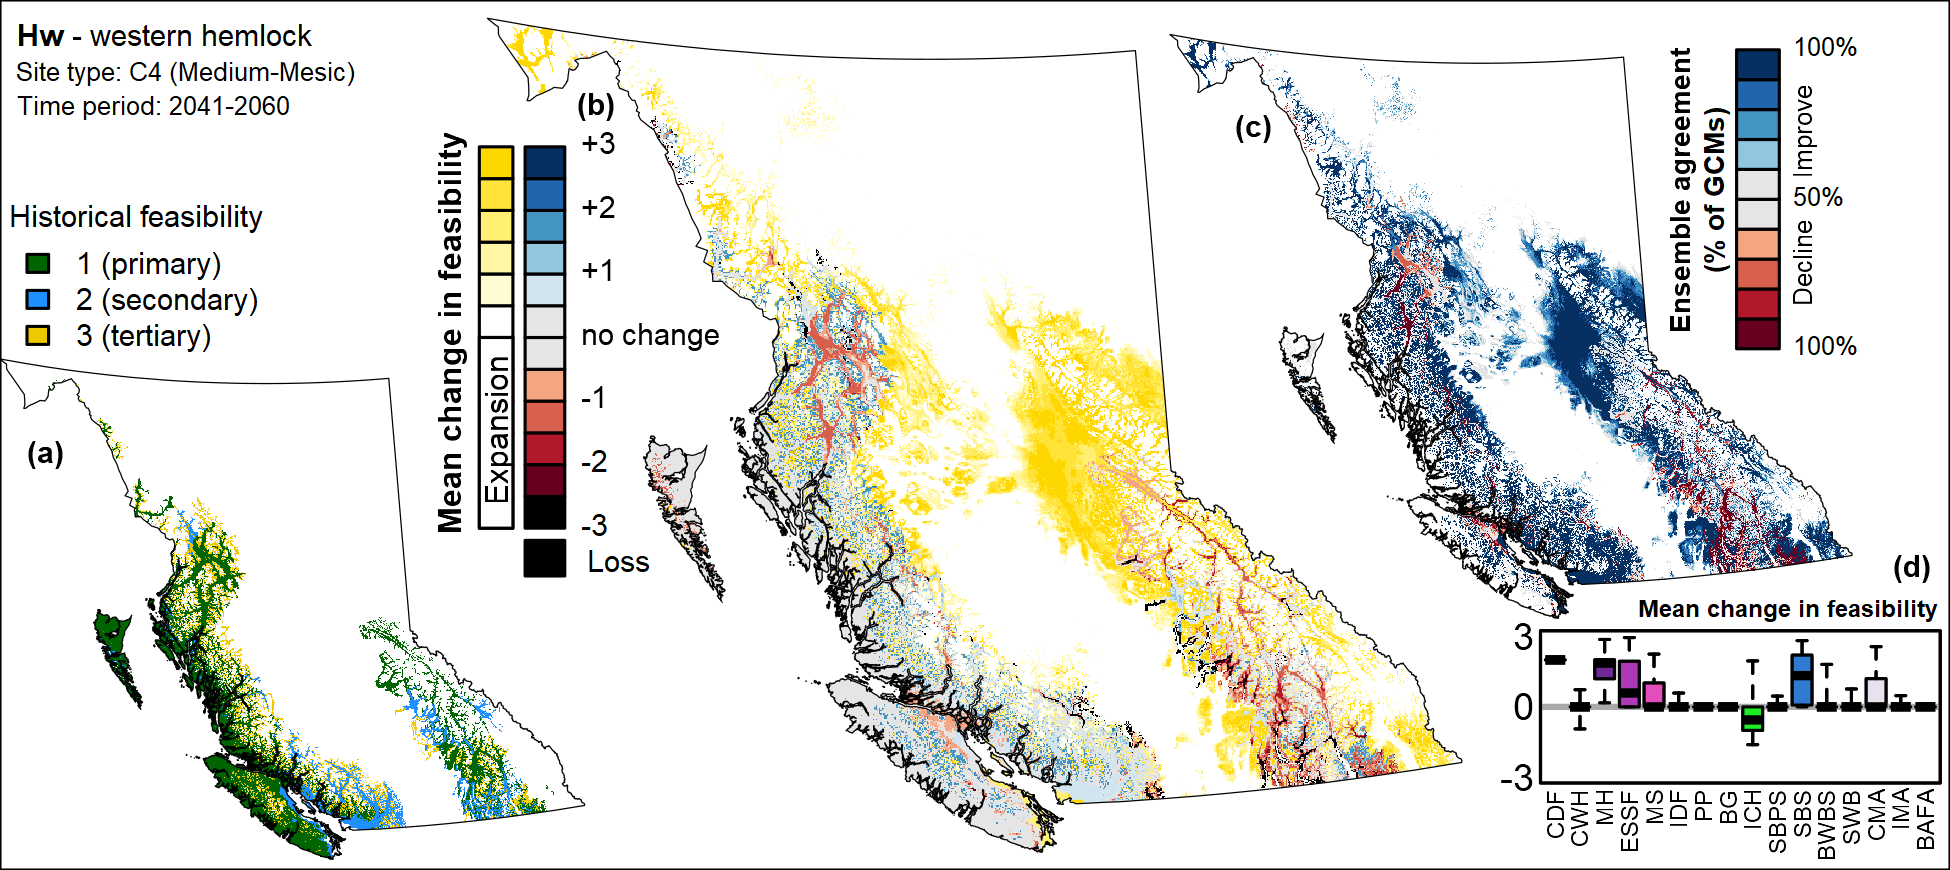 Hw - western hemlock
Site type: C4 (Medium-Mesic)
Time period: 2041-2060
Historical feasibility
1 (primary)
2 (secondary)
3 (tertiary)
(a)
(b)
Mean change in feasibility
Expansion
+3
+2
+1
no change
-1
-2
-3
Loss
(c)
Ensemble agreement
(% of GCMs)
100%
Improve
50%
Decline
100%
(d)
Mean change in feasibility
3
0
-3
CDF
CWH
MH
ESSF
MS
IDF
PP
BG
ICH
SBPS
SBS
BWBS
SWB
CMA
IMA
BAFA